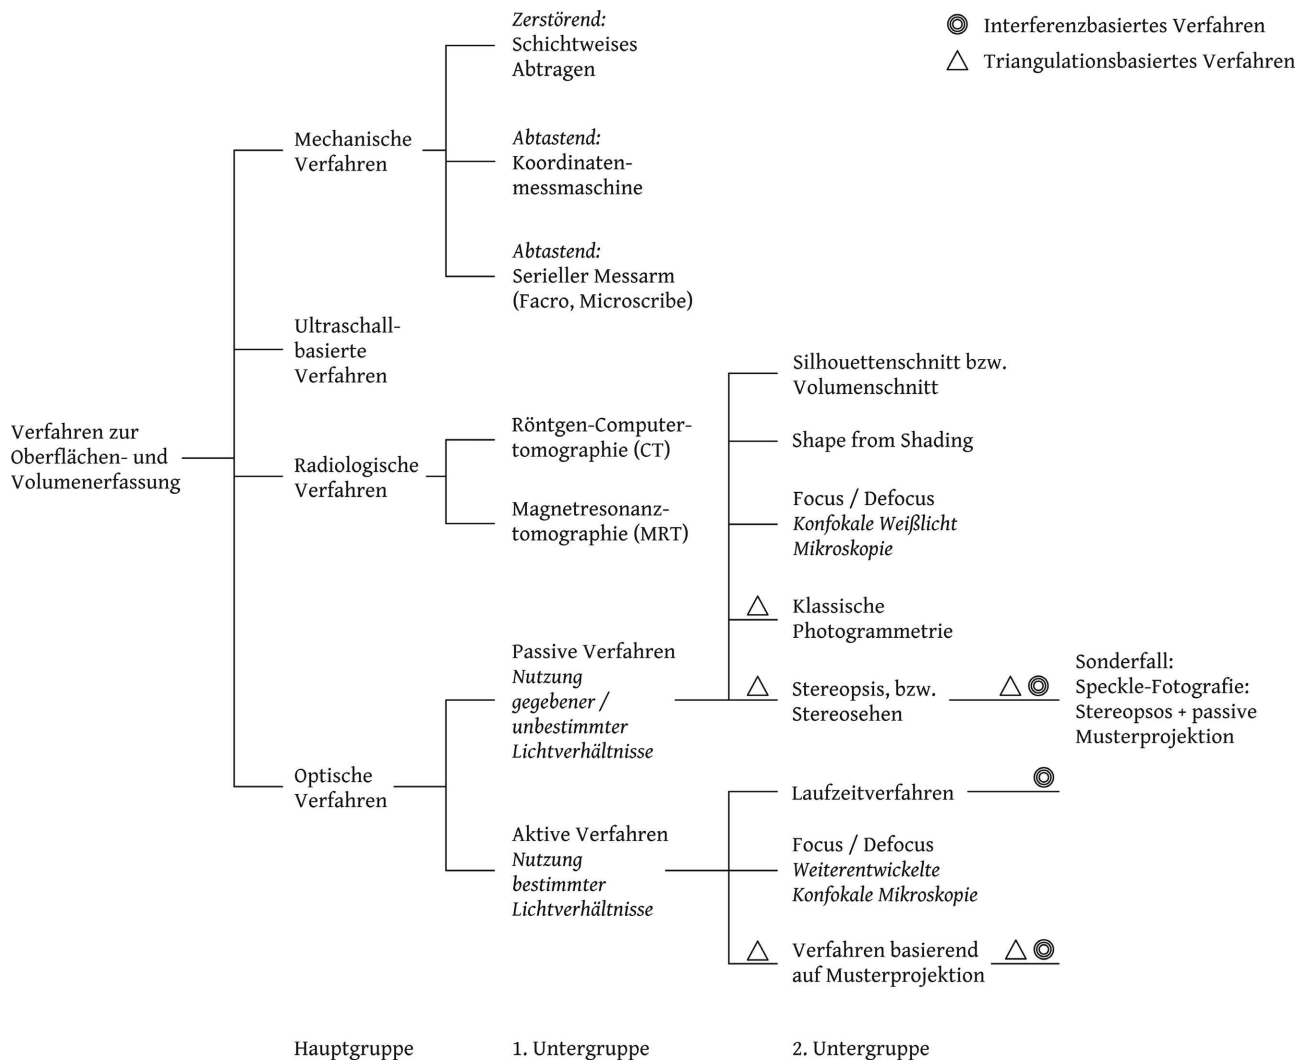 Interferenzbasiertes Verfahren
Triangulationsbasiertes Verfahren
Verfahren zur
Oberflächen- und
Volumenerfassung
Mechanische
Verfahren
Zerstörend:
Schichtweises
Abtragen
Abtastend:
Koordinaten-
messmaschine
Abtastend:
Serieller Messarm
(Facro, Microscribe)
Ultraschall-
basierte
Verfahren
Radiologische
Verfahren
Röntgen-Computer-
tomographie (CT)
Magnetresonanz-
tomographie (MRT)
Optische
Verfahren
Passive Verfahren
Nutzung
gegebener /
unbestimmter
Lichtverhältnisse
Silhouettenschnitt bzw.
Volumenschnitt
Shape from Shading
Focus / Defocus
Konfokale Weißlicht
Mikroskopie
Klassische
Photogrammetrie
Stereopsis, bzw.
Stereosehen
Sonderfall:
Speckle-Fotografie:
Stereopsos + passive
Musterprojektion
Aktive Verfahren
Nutzung
bestimmter
Lichtverhältnisse
Laufzeitverfahren
Focus / Defocus
Weiterentwickelte
Konfokale Mikroskopie
Verfahren basierend
auf Musterprojektion
Hauptgruppe
1. Untergruppe
2. Untergruppe